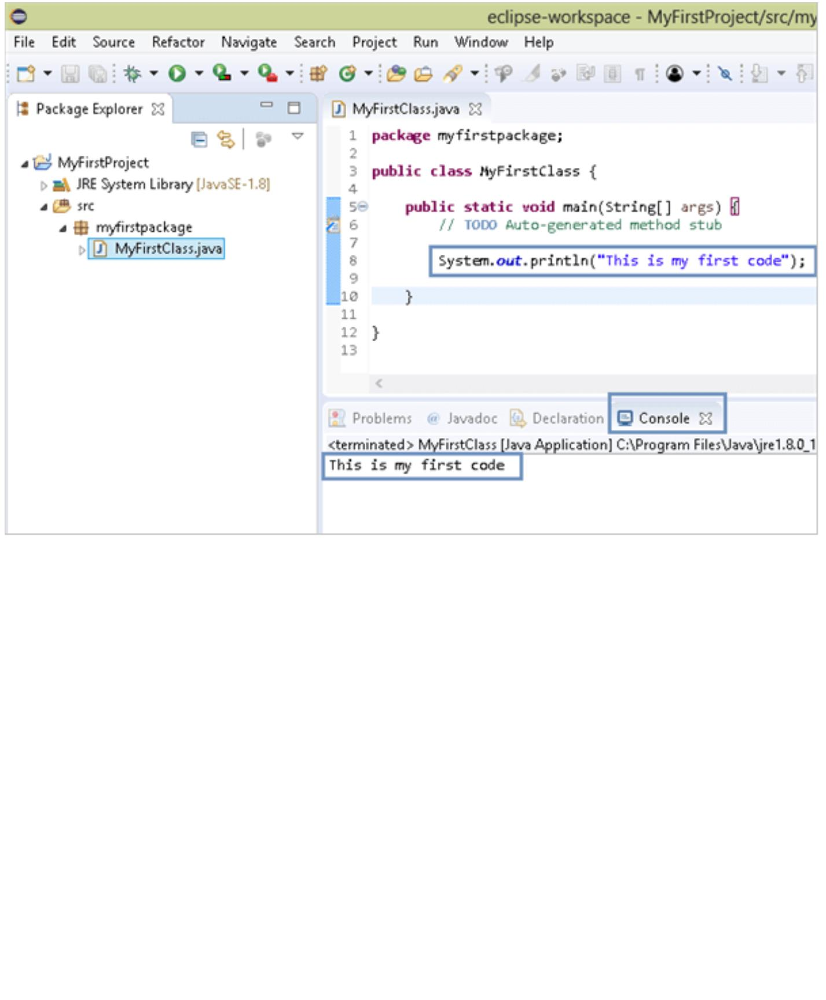 eclipse-workspace - MyFirstProject/src/my
File Edit Source Refactor Navigate Search Project Run Window Help
Package Explorer
MyFirstProject
JRE System Library [JavaSE-1.8]
src
myfirstpackage
MyFirstClass.java
MyFirstClass.java
1 package myfirstpackage;
2
3 public class MyFirstClass {
4
5 public static void main(String[] args) {
6 // TODO Auto-generated method stub
7
8 System.out.println("This is my first code");
9
10 }
11
12 }
13
Problems @ Javadoc Declaration Console
<terminated> MyFirstClass [Java Application] C:\Program Files\Java\jre1.8.0_1
This is my first code